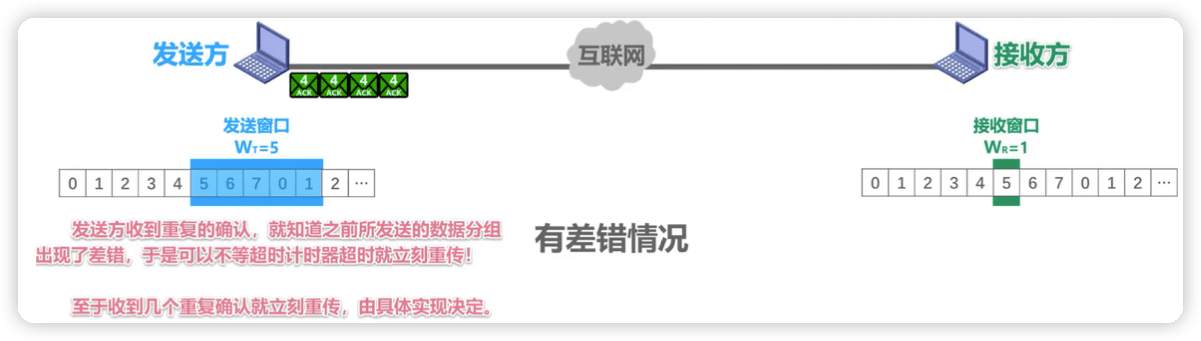 发送方
互联网
接收方
4 4 4 4
ACK ACK ACK ACK
发送窗口
WT=5
接收窗口
WR=1
0 1 2 3 4 5 6 7 0 1 2 ...
0 1 2 3 4 5 6 7 0 1 2 ...
发送方收到重复的确认，就知道之前所发送的数据分组
出现了差错，于是可以不等超时计时器超时就立刻重传！
有差错情况
至于收到几个重复确认就立刻重传，由具体实现决定。